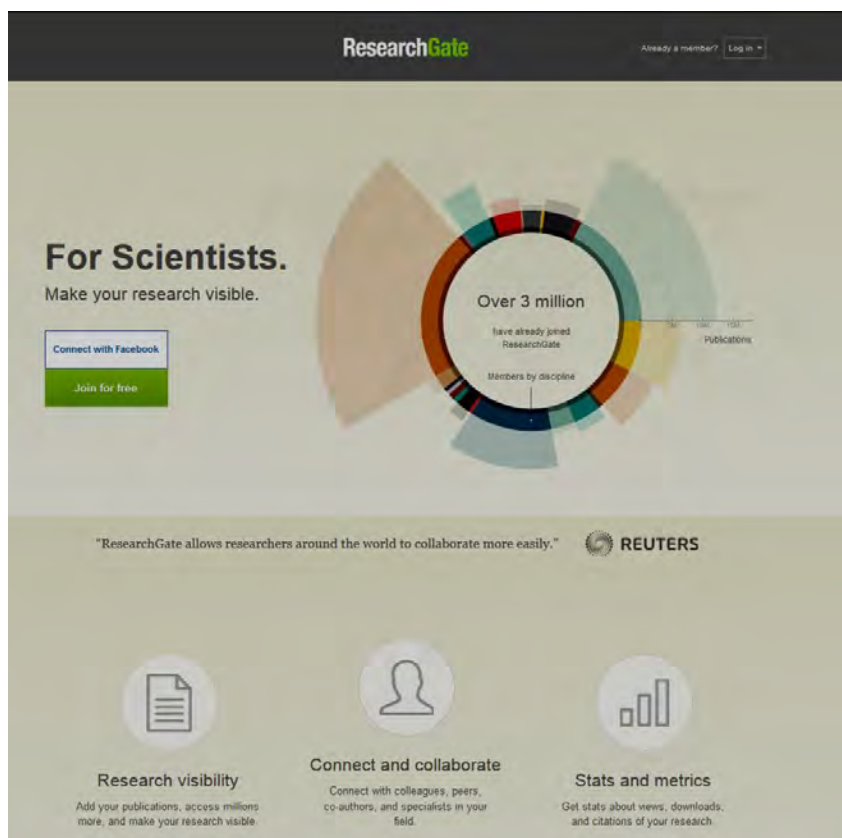 ResearchGate
Already a member? Log in
For Scientists.
Make your research visible.
Connect with Facebook
Join for free
Over 3 million
have already joined
ResearchGate
Members by discipline
Publications
"ResearchGate allows researchers around the world to collaborate more easily."
REUTERS
Research visibility
Add your publications, access millions
more, and make your research visible.
Connect and collaborate
Connect with colleagues, peers,
co-authors, and specialists in your
field.
Stats and metrics
Get stats about views, downloads,
and citations of your research.